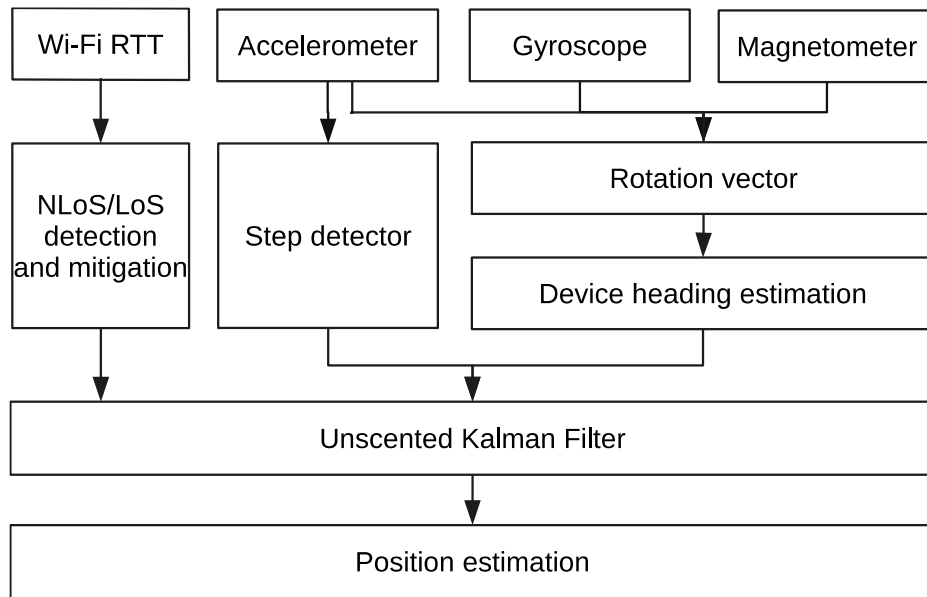 Wi-Fi RTT
Accelerometer
Gyroscope
Magnetometer
NLoS/LoS
detection
and mitigation
Step detector
Rotation vector
Device heading estimation
Unscented Kalman Filter
Position estimation